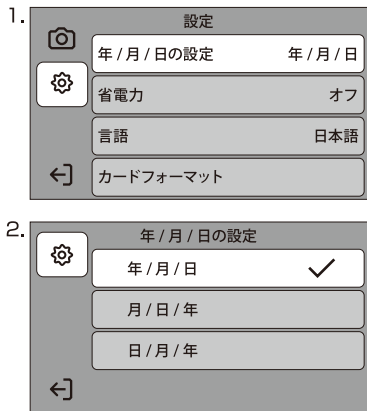 1.
設定
年 / 月 / 日の設定 年 / 月 / 日
省電力 オフ
言語 日本語
カードフォーマット
2.
年 / 月 / 日の設定
年 / 月 / 日
月 / 日 / 年
日 / 月 / 年